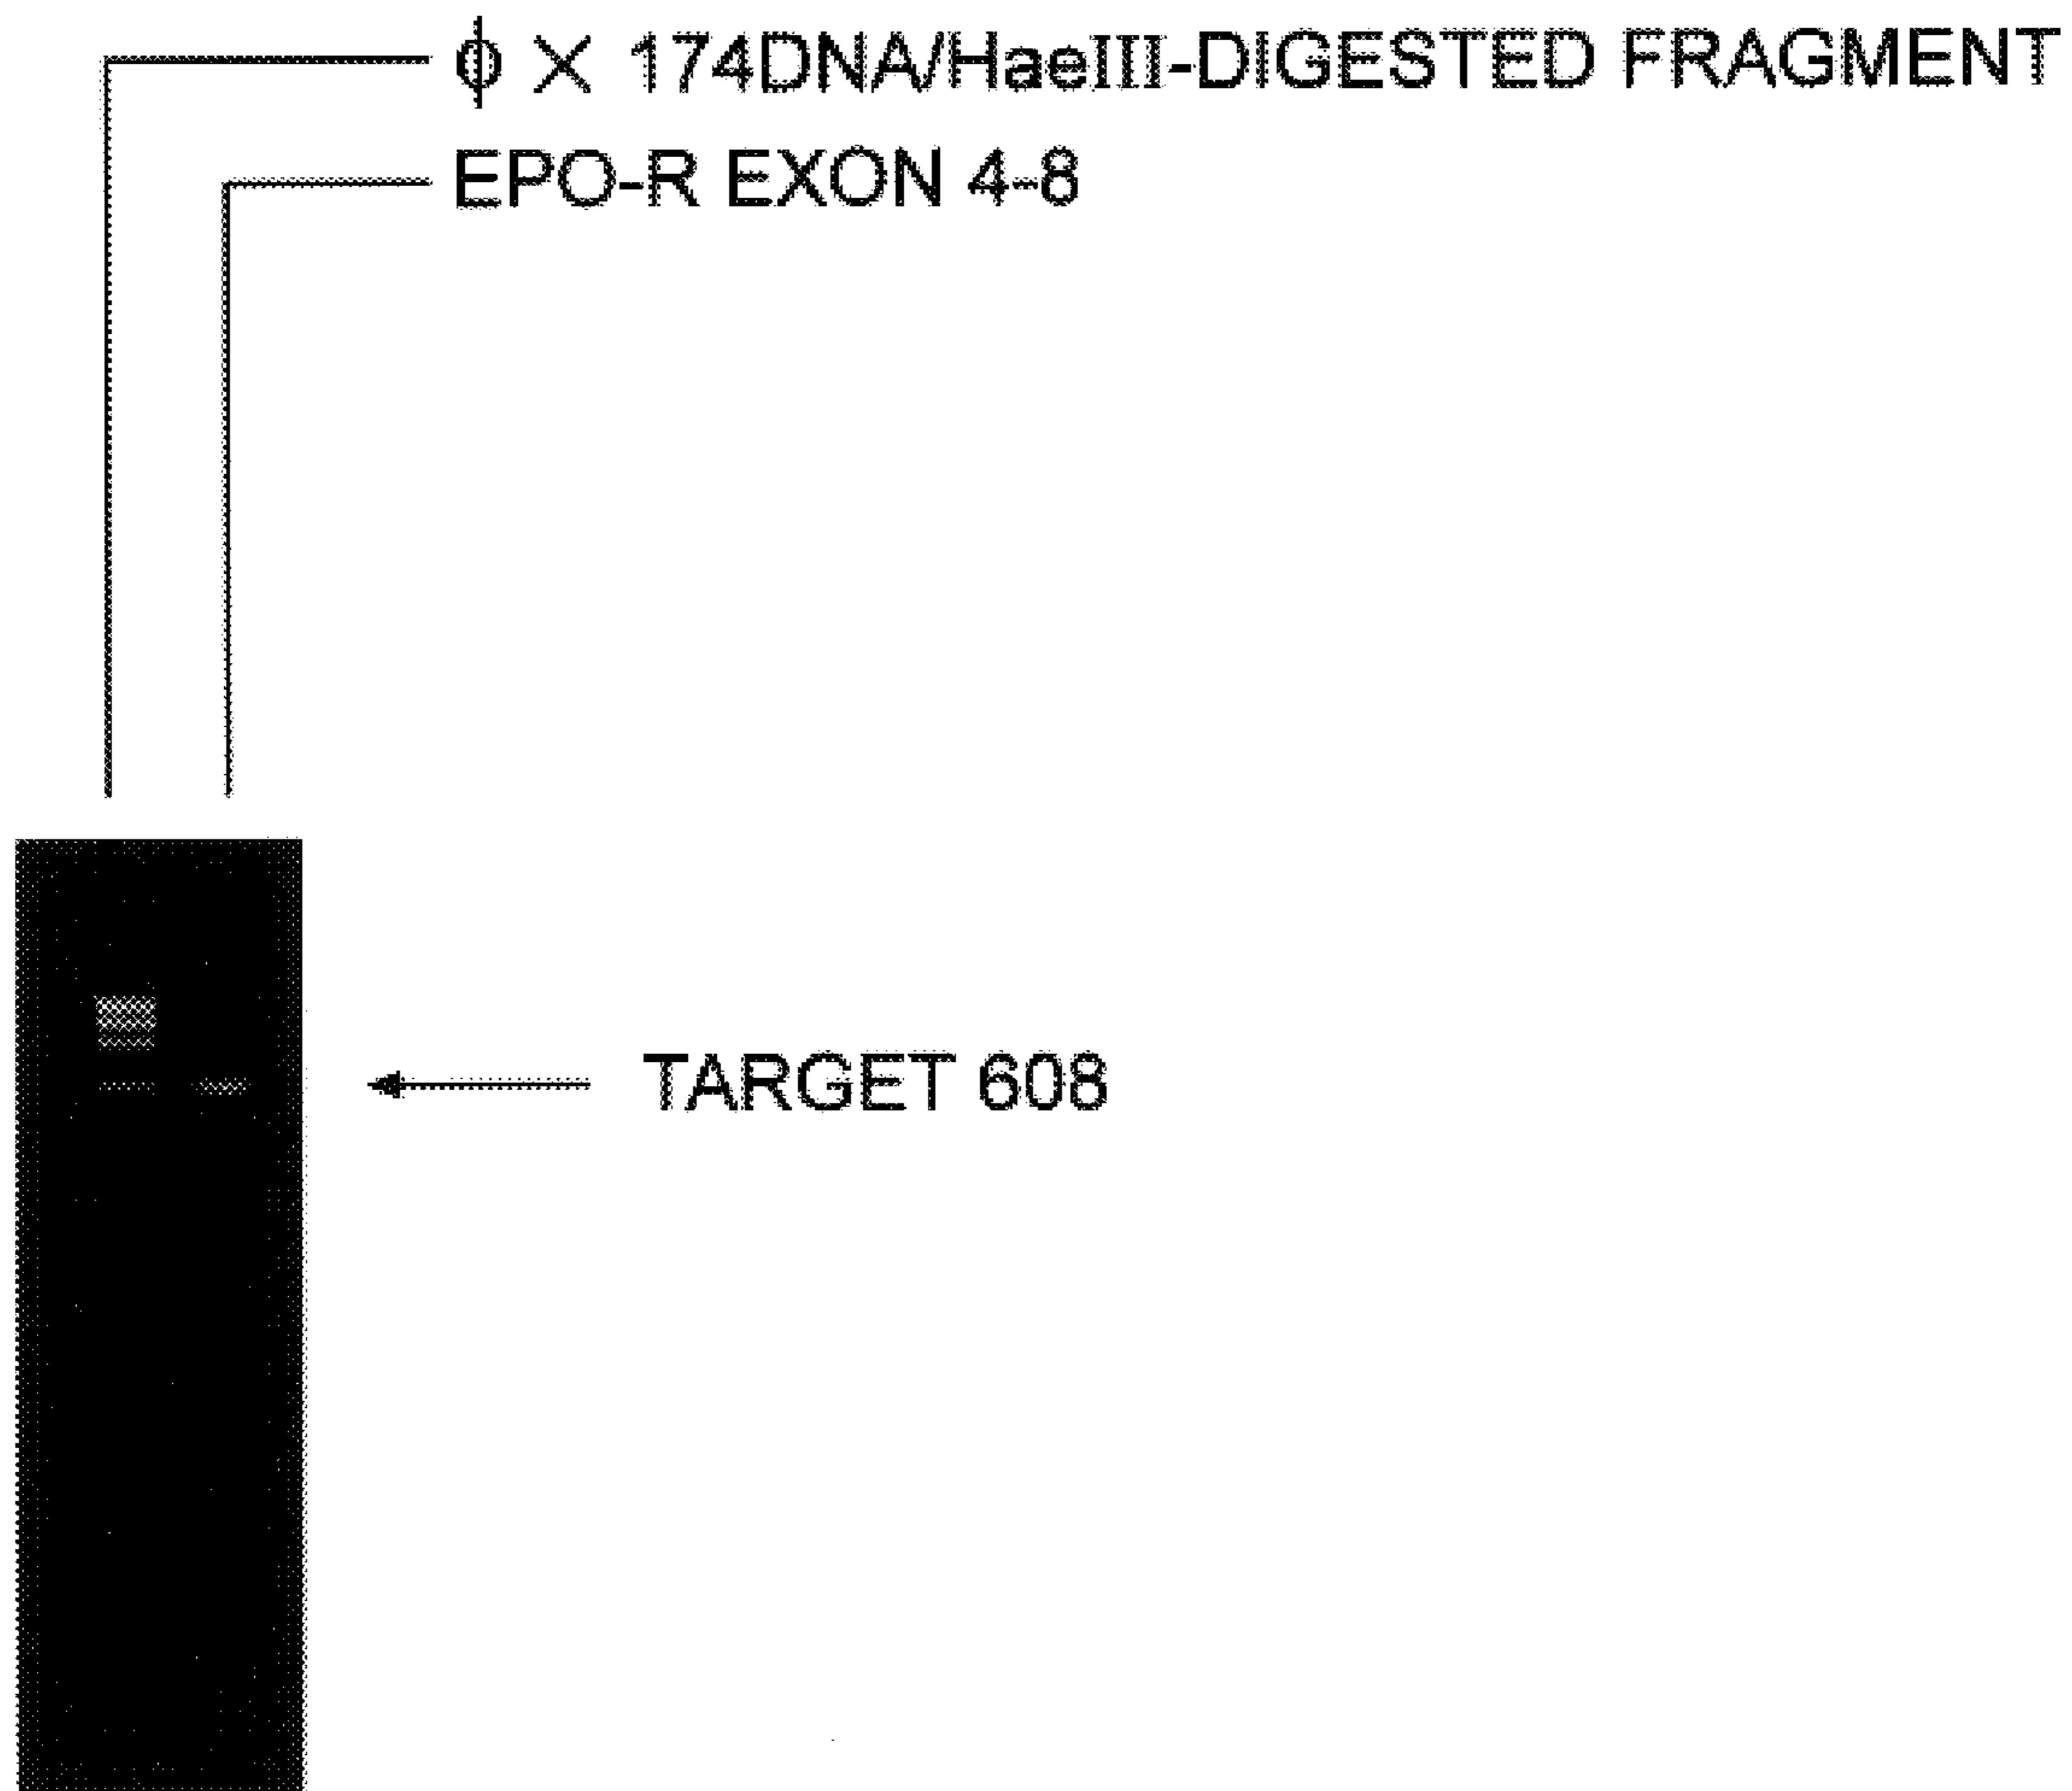 ϕ X 174DNA/HaeIII-DIGESTED FRAGMENT
EPO-R EXON 4-8
TARGET 608